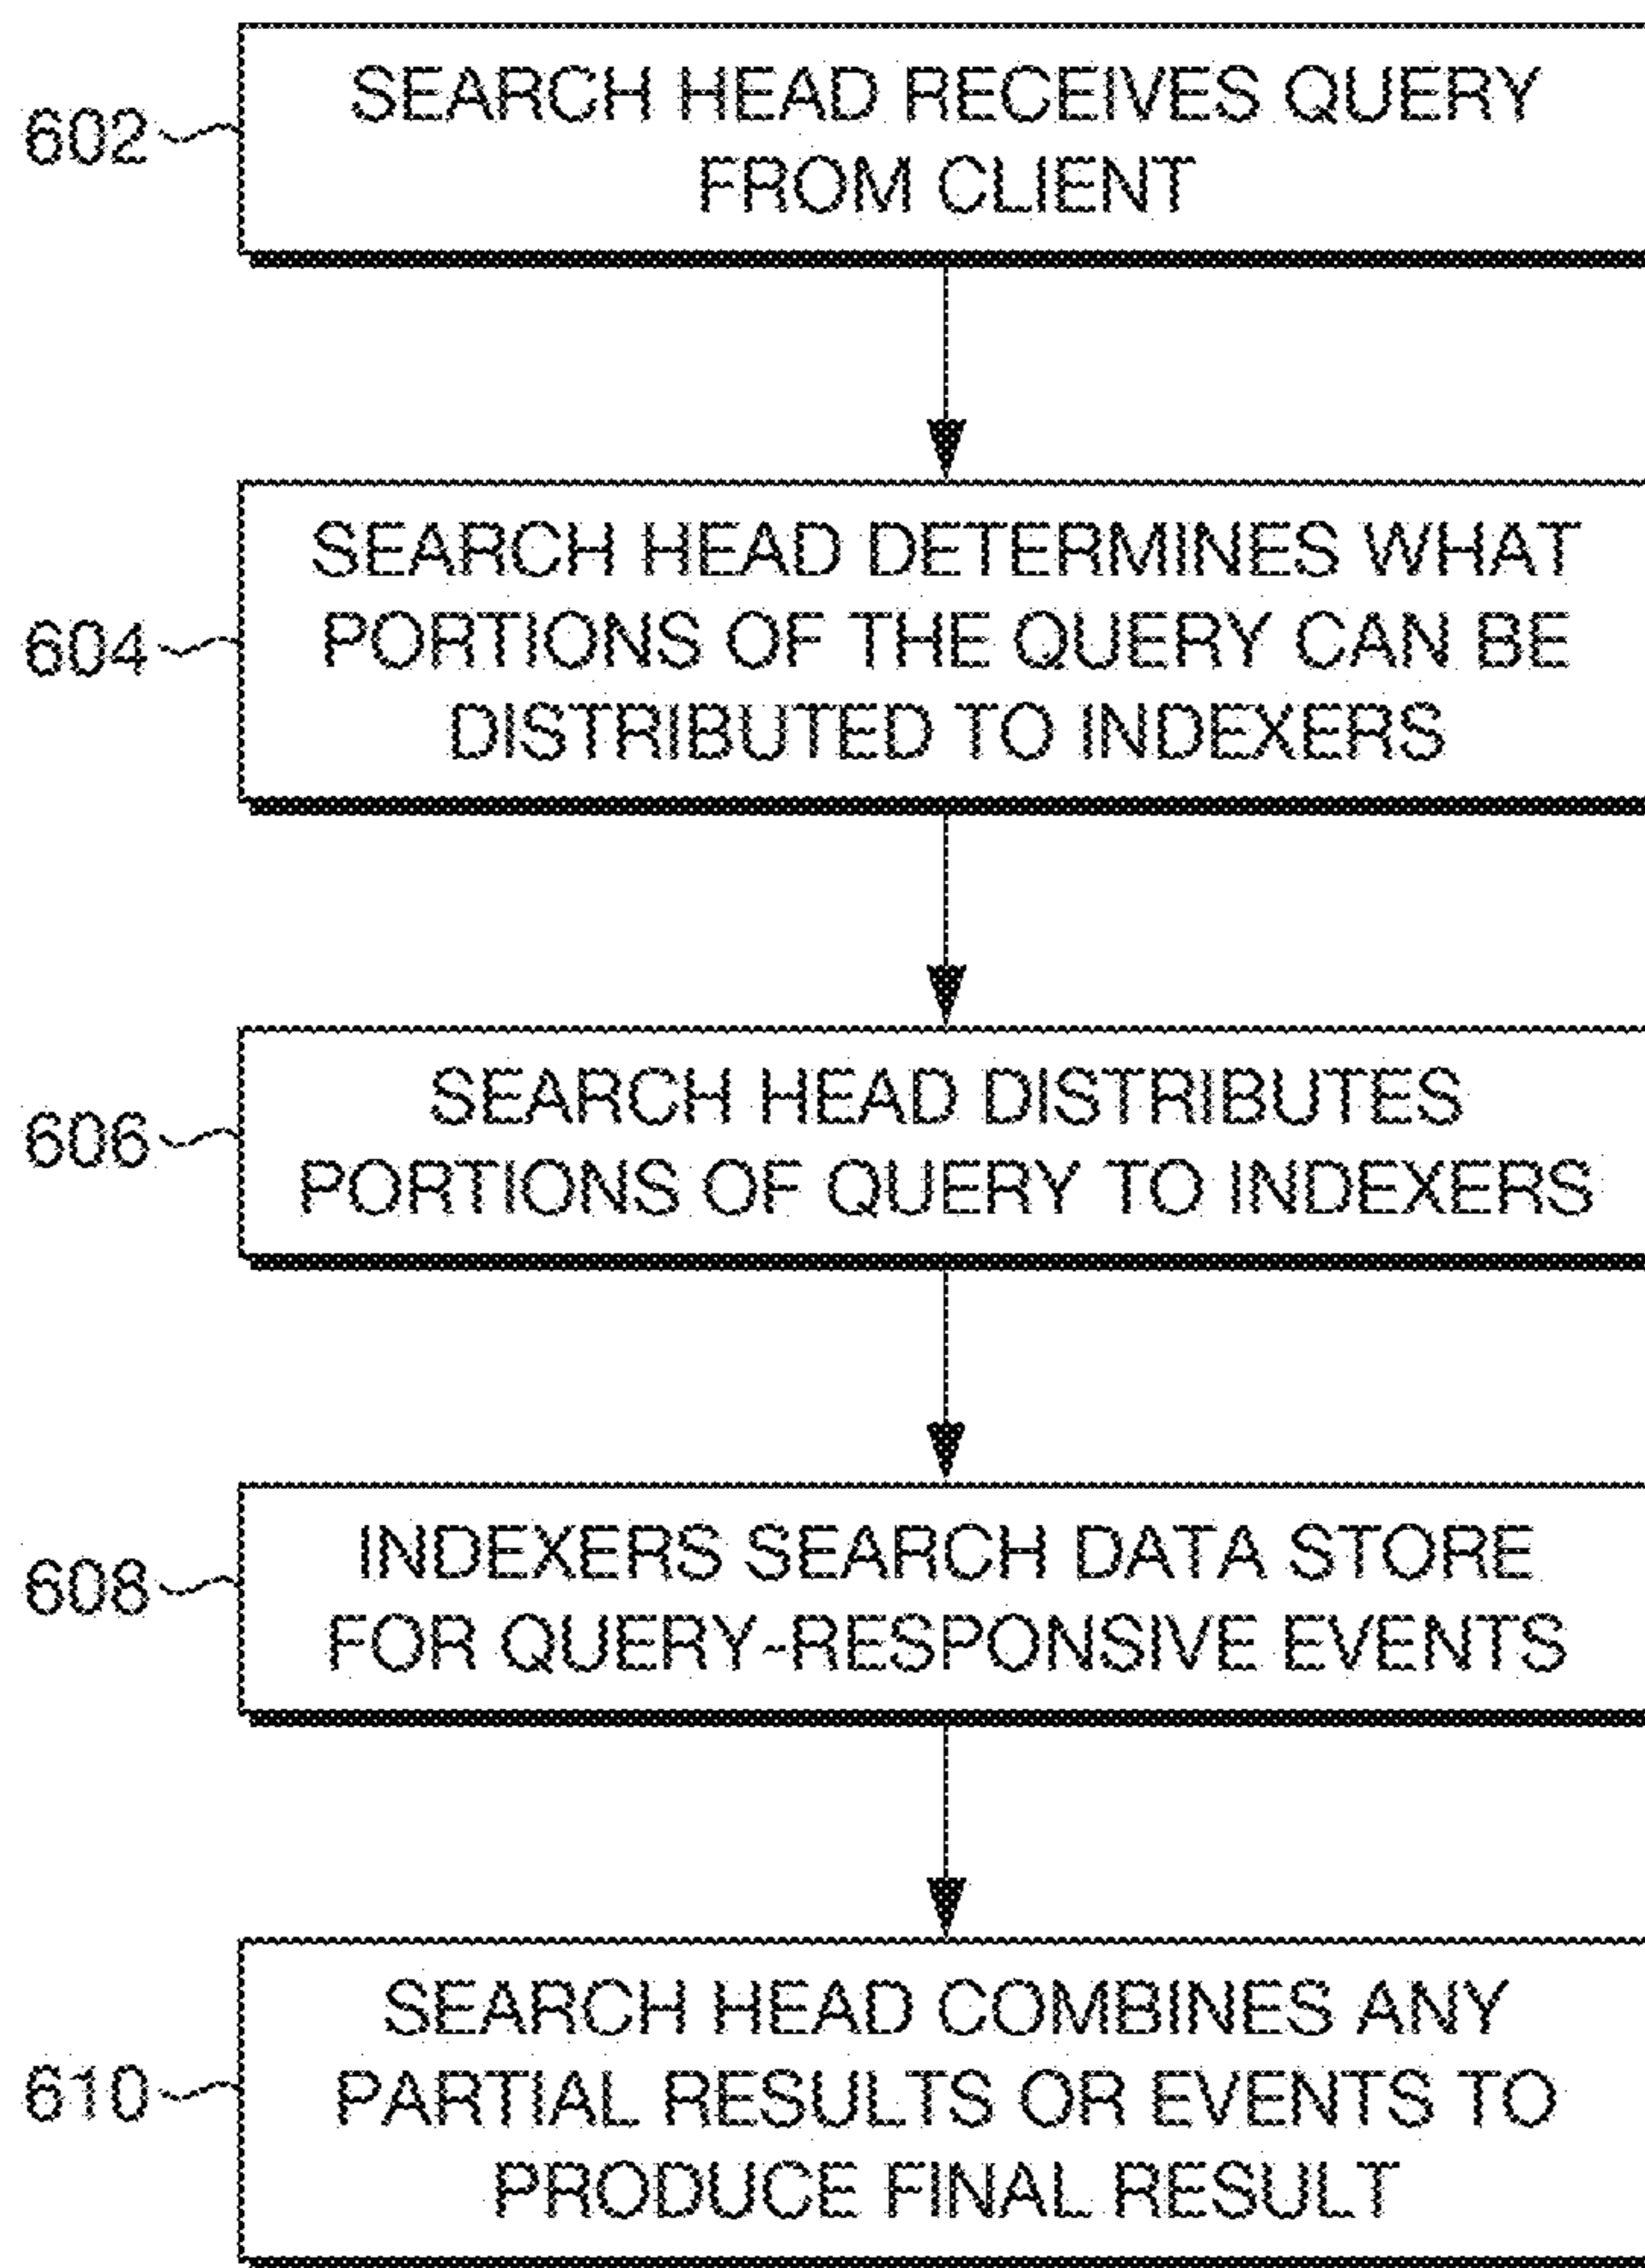 602
SEARCH HEAD RECEIVES QUERY
FROM CLIENT
604
SEARCH HEAD DETERMINES WHAT
PORTIONS OF THE QUERY CAN BE
DISTRIBUTED TO INDEXERS
606
SEARCH HEAD DISTRIBUTES
PORTIONS OF QUERY TO INDEXERS
608
INDEXERS SEARCH DATA STORE
FOR QUERY-RESPONSIVE EVENTS
610
SEARCH HEAD COMBINES ANY
PARTIAL RESULTS OR EVENTS TO
PRODUCE FINAL RESULT